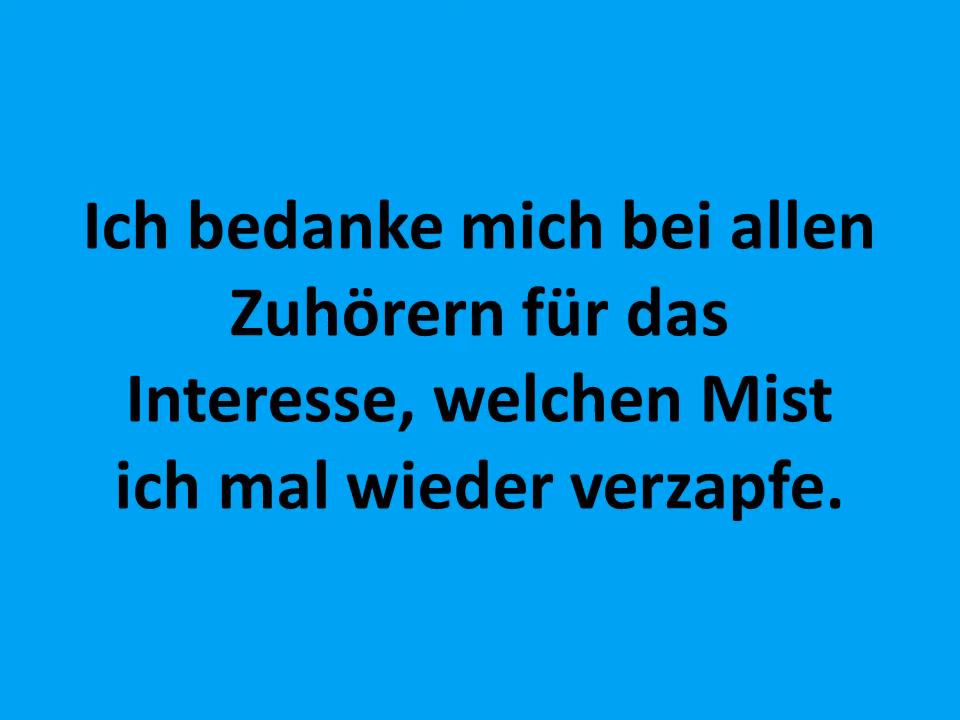 Ich bedanke mich bei allen
Zuhörern für das
Interesse, welchen Mist
ich mal wieder verzapfe.